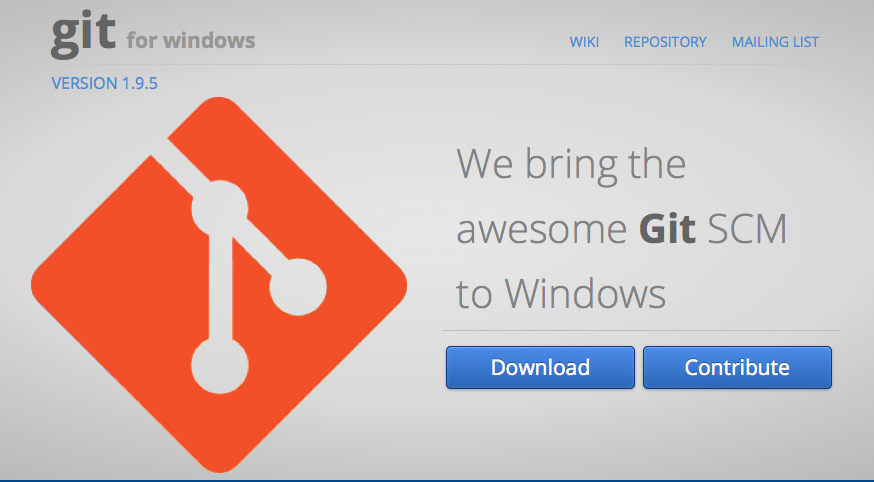 git for windows
WIKI REPOSITORY MAILING LIST
VERSION 1.9.5
We bring the
awesome Git SCM
to Windows
Download Contribute